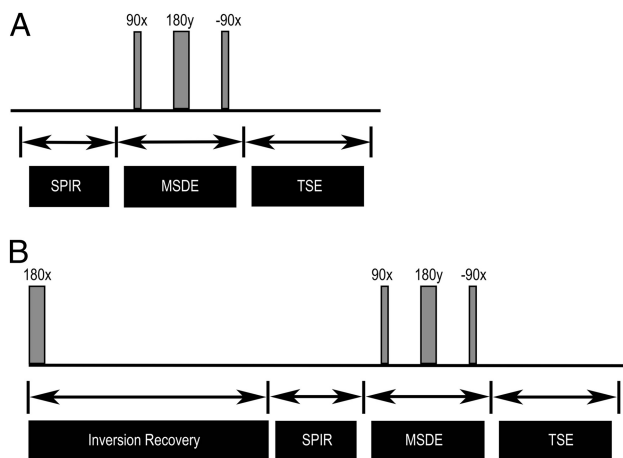 A
90x 180y -90x
SPIR MSDE TSE
B
180x 90x 180y -90x
Inversion Recovery SPIR MSDE TSE